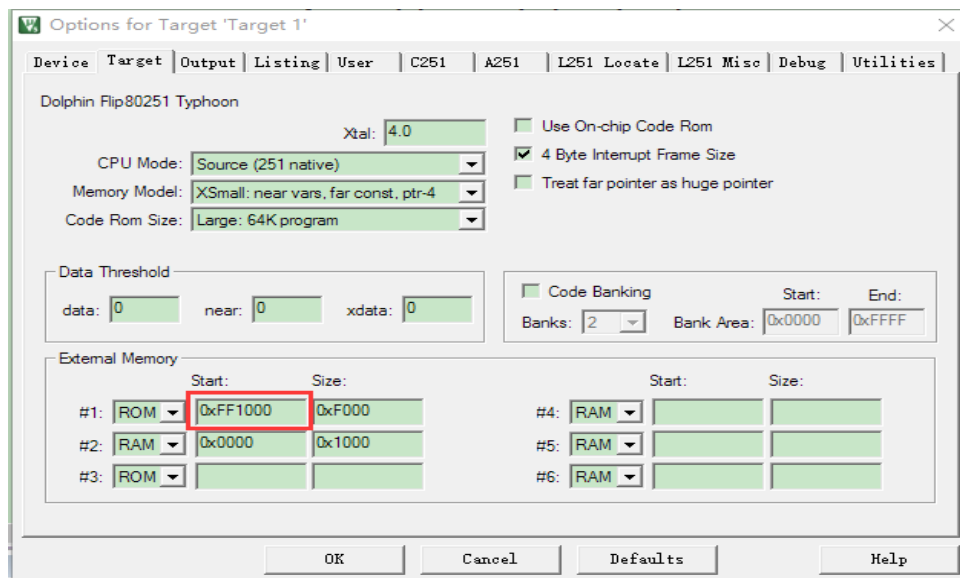 Options for Target 'Target 1'
Device Target Output Listing User C251 A251 L251 Locate L251 Misc Debug Utilities
Dolphin Flip80251 Typhoon
Xtal: 4.0
Use On-chip Code Rom
CPU Mode: Source (251 native)
4 Byte Interrupt Frame Size
Memory Model: XSmall: near vars, far const, ptr-4
Treat far pointer as huge pointer
Code Rom Size: Large: 64K program
Data Threshold
data: 0 near: 0 xdata: 0
Code Banking Start: End:
Banks: 2 Bank Area: 0x0000 0xFFFF
External Memory
Start: Size: Start: Size:
#1: ROM 0xFF1000 0xF000 #4: RAM
#2: RAM 0x0000 0x1000 #5: RAM
#3: ROM #6: RAM
OK Cancel Defaults Help